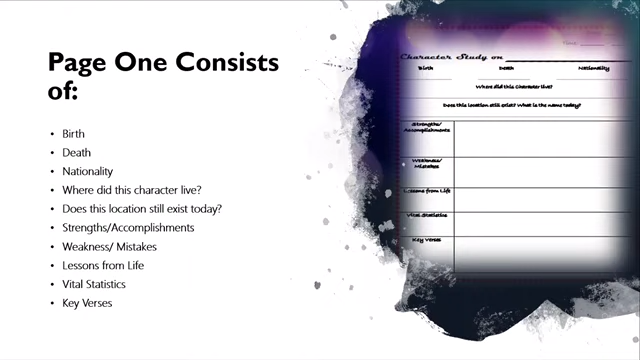 Page One Consists
of:
• Birth
• Death
• Nationality
• Where did this character live?
• Does this location still exist today?
• Strengths/Accomplishments
• Weakness/ Mistakes
• Lessons from Life
• Vital Statistics
• Key Verses
Character Study on
Birth Death Nationality
Where did this Character live?
Does this location still exist? What is the name today?
Strengths/
Accomplishments
Weakness/
Mistakes
Lessons from Life
Vital Statistics
Key Verses